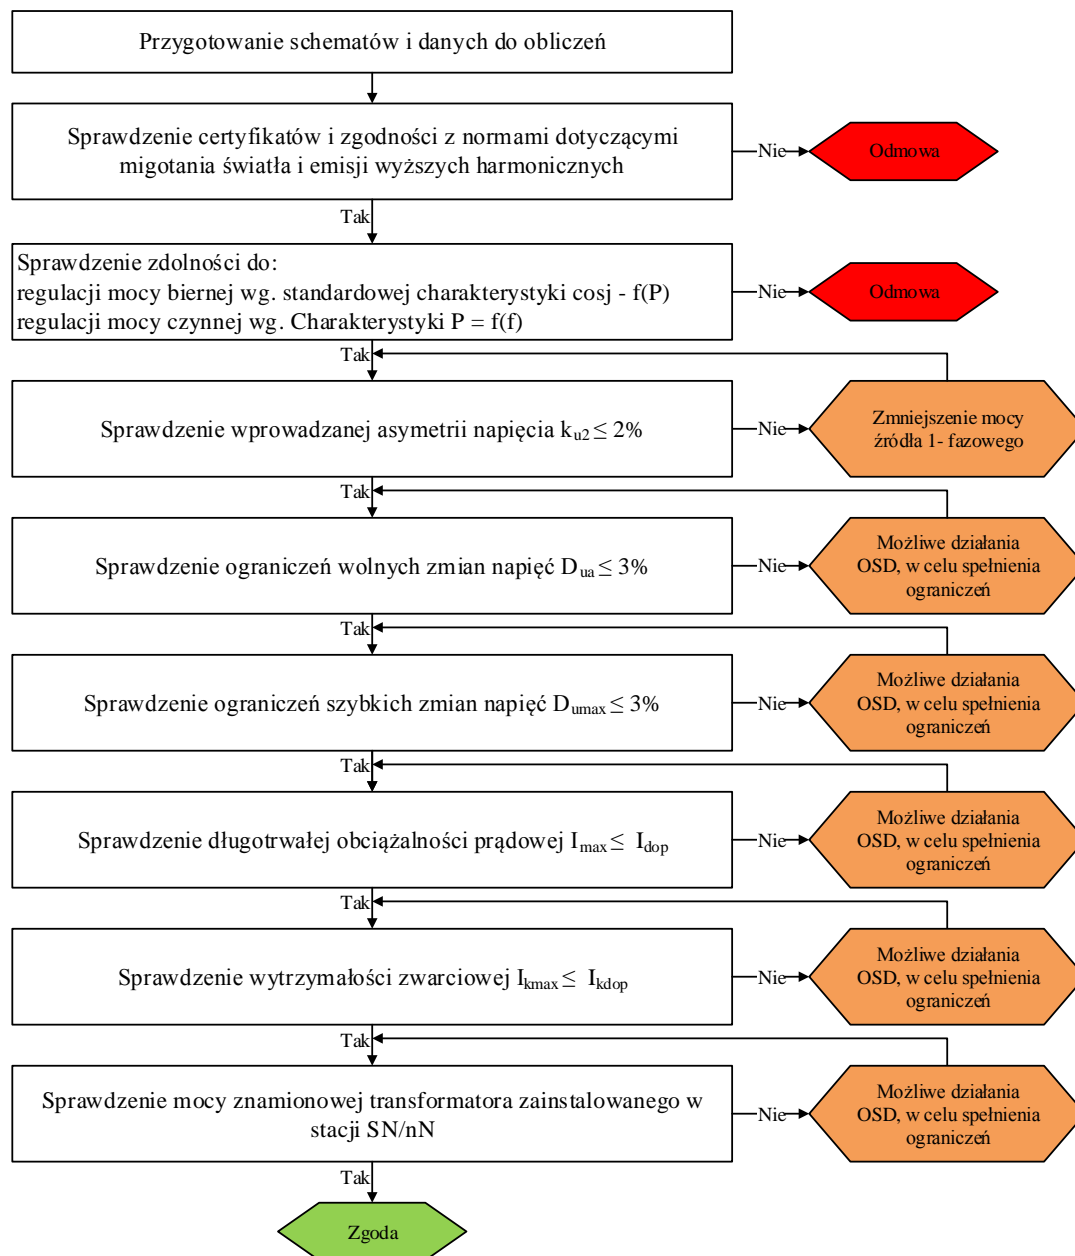 Przygotowanie schematów i danych do obliczeń
Sprawdzenie certyfikatów i zgodności z normami dotyczącymi
migotania światła i emisji wyższych harmonicznych
Nie
Odmowa
Tak
Sprawdzenie zdolności do:
regulacji mocy biernej wg. standardowej charakterystyki cosj - f(P)
regulacji mocy czynnej wg. Charakterystyki P = f(f)
Nie
Odmowa
Tak
Sprawdzenie wprowadzanej asymetrii napięcia ku2 ≤ 2%
Nie
Zmniejszenie mocy
źródła 1- fazowego
Tak
Sprawdzenie ograniczeń wolnych zmian napięć Dua ≤ 3%
Nie
Możliwe działania
OSD, w celu spełnienia
ograniczeń
Tak
Sprawdzenie ograniczeń szybkich zmian napięć Dumax ≤ 3%
Nie
Możliwe działania
OSD, w celu spełnienia
ograniczeń
Tak
Sprawdzenie długotrwałej obciążalności prądowej Imax ≤ Idop
Nie
Możliwe działania
OSD, w celu spełnienia
ograniczeń
Tak
Sprawdzenie wytrzymałości zwarciowej Ikmax ≤ Ikdop
Nie
Możliwe działania
OSD, w celu spełnienia
ograniczeń
Tak
Sprawdzenie mocy znamionowej transformatora zainstalowanego w
stacji SN/nN
Nie
Możliwe działania
OSD, w celu spełnienia
ograniczeń
Tak
Zgoda